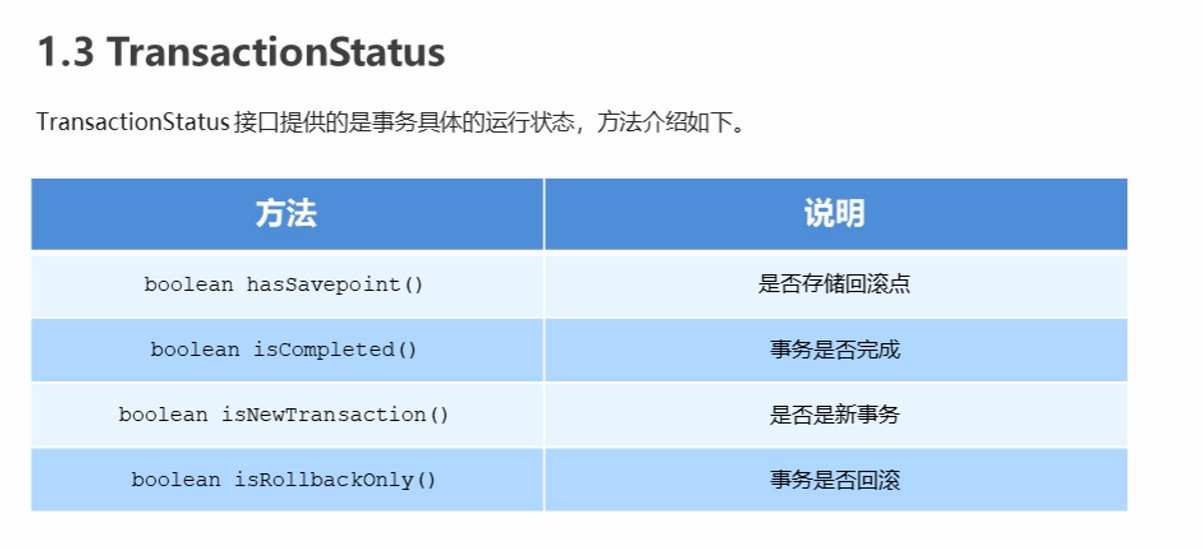 1.3 TransactionStatus
TransactionStatus 接口提供的是事务具体的运行状态，方法介绍如下。
方法 说明
boolean hasSavepoint() 是否存储回滚点
boolean isCompleted() 事务是否完成
boolean isNewTransaction() 是否是新事务
boolean isRollbackOnly() 事务是否回滚